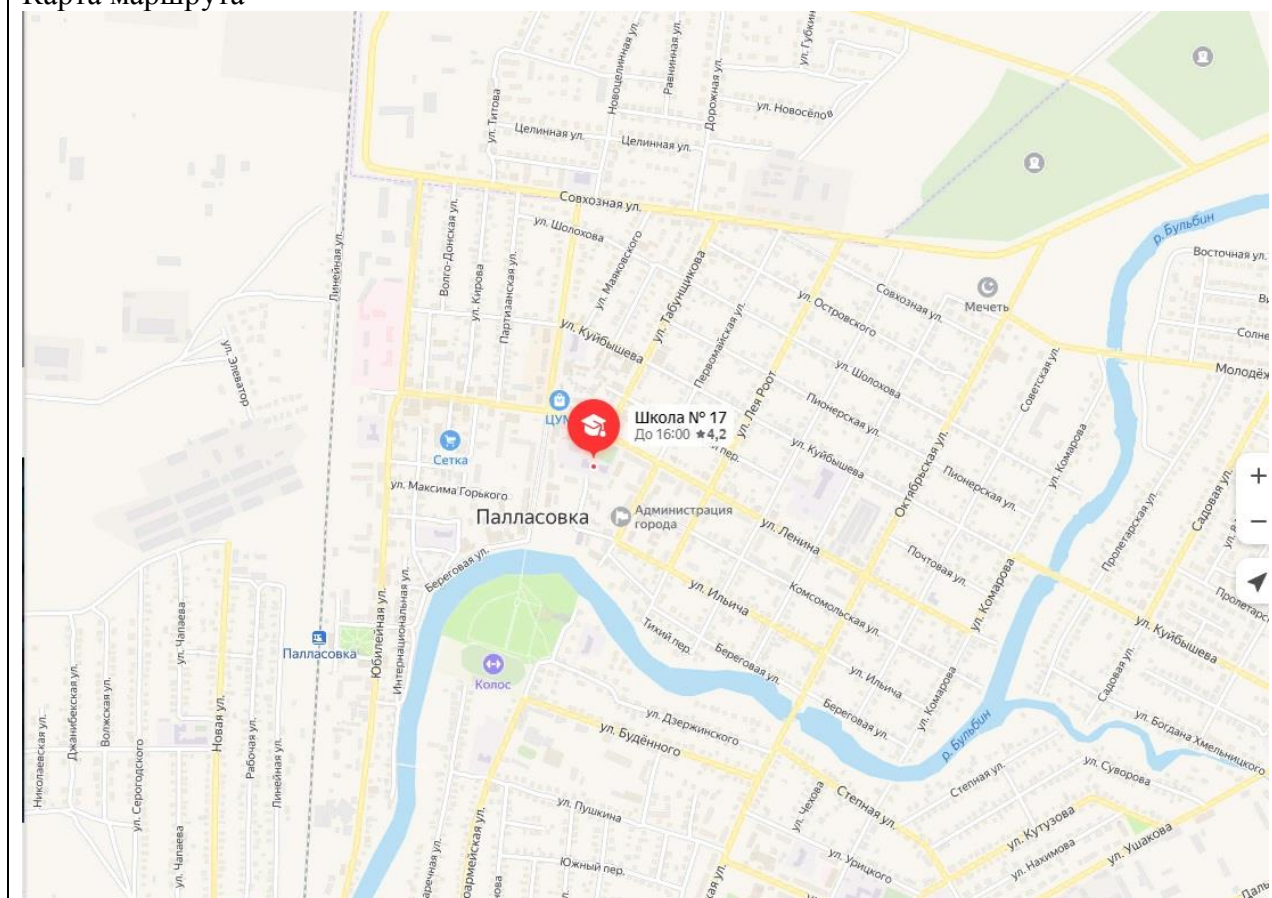 Карта маршрута
ул. Титова
Новоцелинная ул.
Равнинная ул.
Дорожная ул.
ул. Новосёлов
Целинная ул.
Целинная ул.
Линейная ул.
Волго-Донская ул.
ул. Кирова
Партизанская ул.
Совхозная ул.
ул. Шолохова
ул. Маяковского
ул. Табунщикова
р. Бульбин
Восточная ул.
ул. Островского
Совхозная ул.
Мечеть
ул. Элеватор
ул. Куйбышева
Первомайская ул.
ул. Лея Роот
ул. Шолохова
Советская ул.
ЦУМ
Школа № 17
До 16:00 ★4,2
Пионерская ул.
ул. Комарова
Сетка
пер.
ул. Куйбышева
Октябрьская ул.
Пионерская ул.
Садовая ул.
ул. Максима Горького
Палласовка
Администрация
города
ул. Ленина
Почтовая ул.
Пролетарская ул.
Береговая ул.
ул. Ильича
Комсомольская ул.
ул. Комарова
ул. Куйбышева
ул. Чапаева
Палласовка
Юбилейная ул.
Интернациональная ул.
Тихий пер.
Береговая ул.
ул. Ильича
ул. Комарова
Садовая ул.
Колос
Николаевская ул.
Джанибекская ул.
Волжская ул.
ул. Серогодского
Новая ул.
Рабочая ул.
Линейная ул.
ул. Дзержинского
ул. Будённого
Береговая ул.
р. Бульбин
ул. Богдана Хмельницкого
ул. Суворова
Степная ул.
Степная ул.
ул. Чапаева
ул. Пушкина
ул. Чехова
ул. Кутузова
ул. Ушакова
Южный пер.
ул. Урицкого
ул. Нахимова